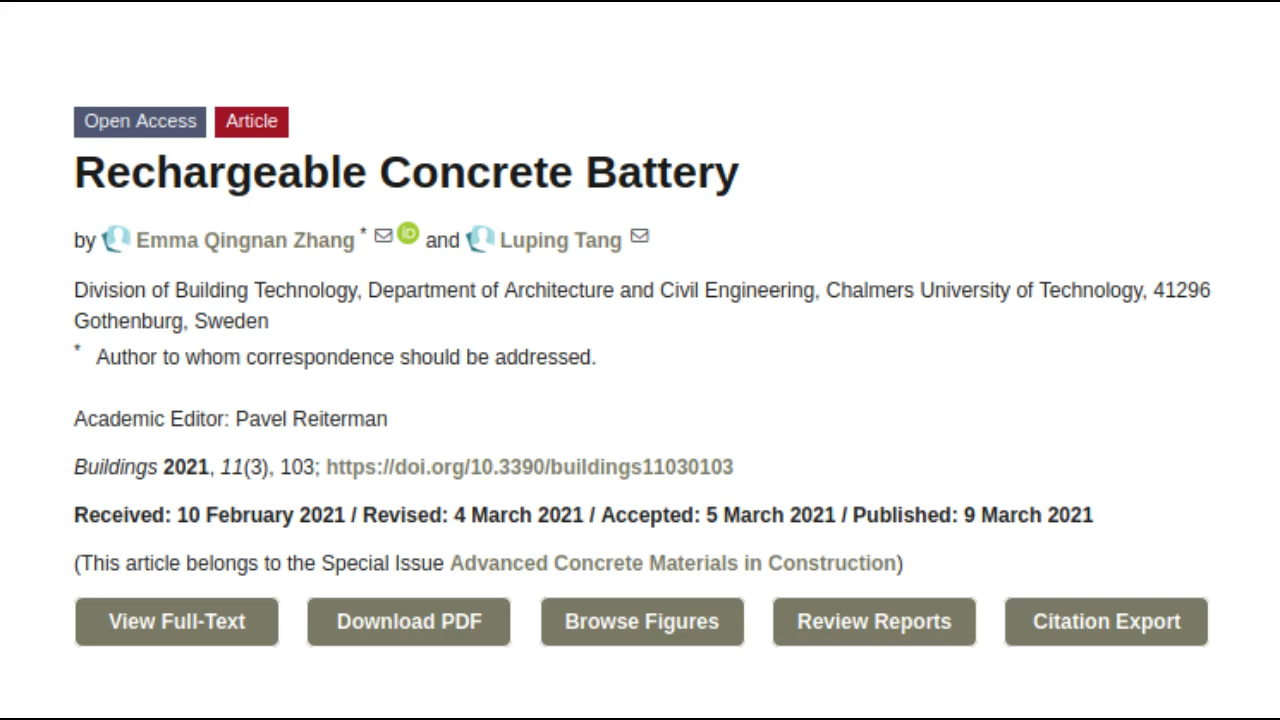 Open Access Article
Rechargeable Concrete Battery
by Emma Qingnan Zhang * iD and Luping Tang
Division of Building Technology, Department of Architecture and Civil Engineering, Chalmers University of Technology, 41296
Gothenburg, Sweden
* Author to whom correspondence should be addressed.
Academic Editor: Pavel Reiterman
Buildings 2021, 11(3), 103; https://doi.org/10.3390/buildings11030103
Received: 10 February 2021 / Revised: 4 March 2021 / Accepted: 5 March 2021 / Published: 9 March 2021
(This article belongs to the Special Issue Advanced Concrete Materials in Construction)
View Full-Text Download PDF Browse Figures Review Reports Citation Export